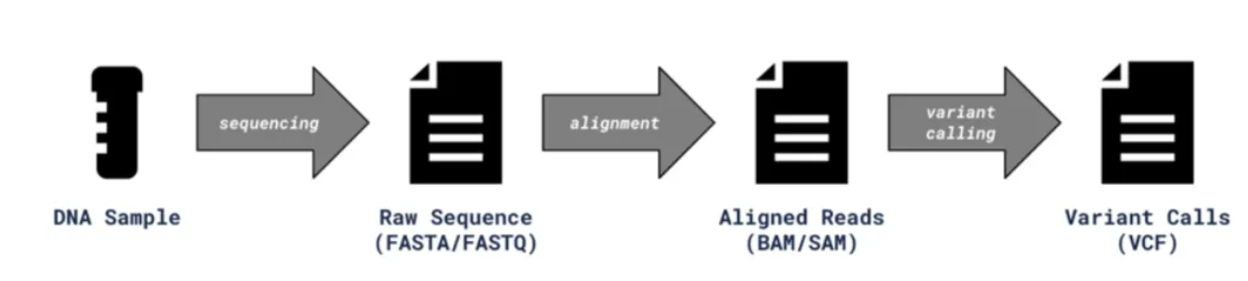 sequencing
alignment
variant
calling
DNA Sample
Raw Sequence
(FASTA/FASTQ)
Aligned Reads
(BAM/SAM)
Variant Calls
(VCF)